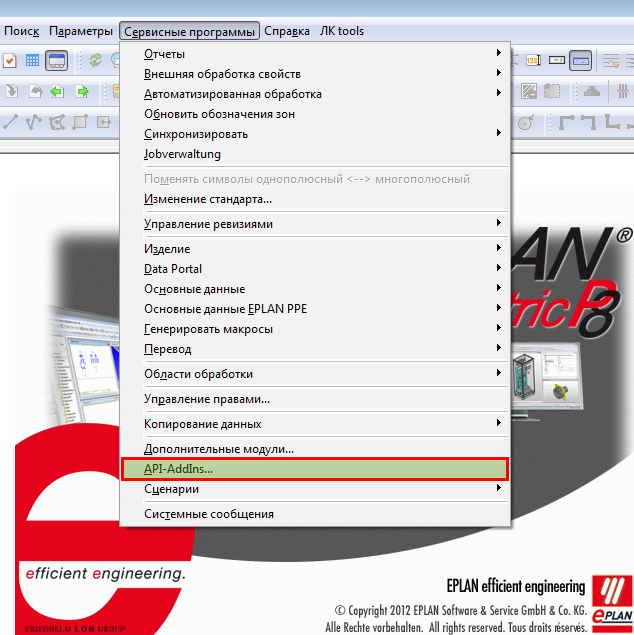 Поиск Параметры Сервисные программы Справка ЛК tools
Отчеты
Внешняя обработка свойств
Автоматизированная обработка
Обновить обозначения зон
Синхронизировать
Jobverwaltung
Поменять символы однополюсный <--> многополюсный
Изменение стандарта...
Управление ревизиями
Изделие
Data Portal
Основные данные
Основные данные EPLAN PPE
Генерировать макросы
Перевод
Области обработки
Управление правами...
Копирование данных
Дополнительные модули...
API-AddIns...
Сценарии
Системные сообщения
LAN®
tric P8
efficient engineering.
FRIEDHELM LOH GROUP
EPLAN efficient engineering
© Copyright 2012 EPLAN Software & Service GmbH & Co. KG.
Alle Rechte vorbehalten. All rights reserved. Tous droits réservés.
ePLAN